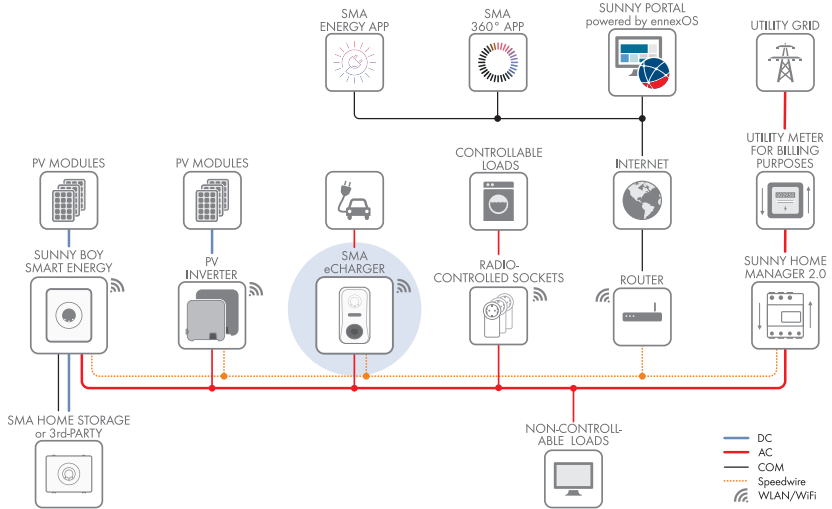 SMA
ENERGY APP
SMA
360° APP
SUNNY PORTAL
powered by ennexOS
UTILITY GRID
PV MODULES
PV MODULES
CONTROLLABLE
LOADS
INTERNET
UTILITY METER
FOR BILLING
PURPOSES
SUNNY BOY
SMART ENERGY
PV
INVERTER
SMA
eCHARGER
RADIO-
CONTROLLED SOCKETS
ROUTER
SUNNY HOME
MANAGER 2.0
SMA HOME STORAGE
or 3rd-PARTY
NON-CONTROLL-
ABLE LOADS
DC
AC
COM
Speedwire
WLAN/WiFi